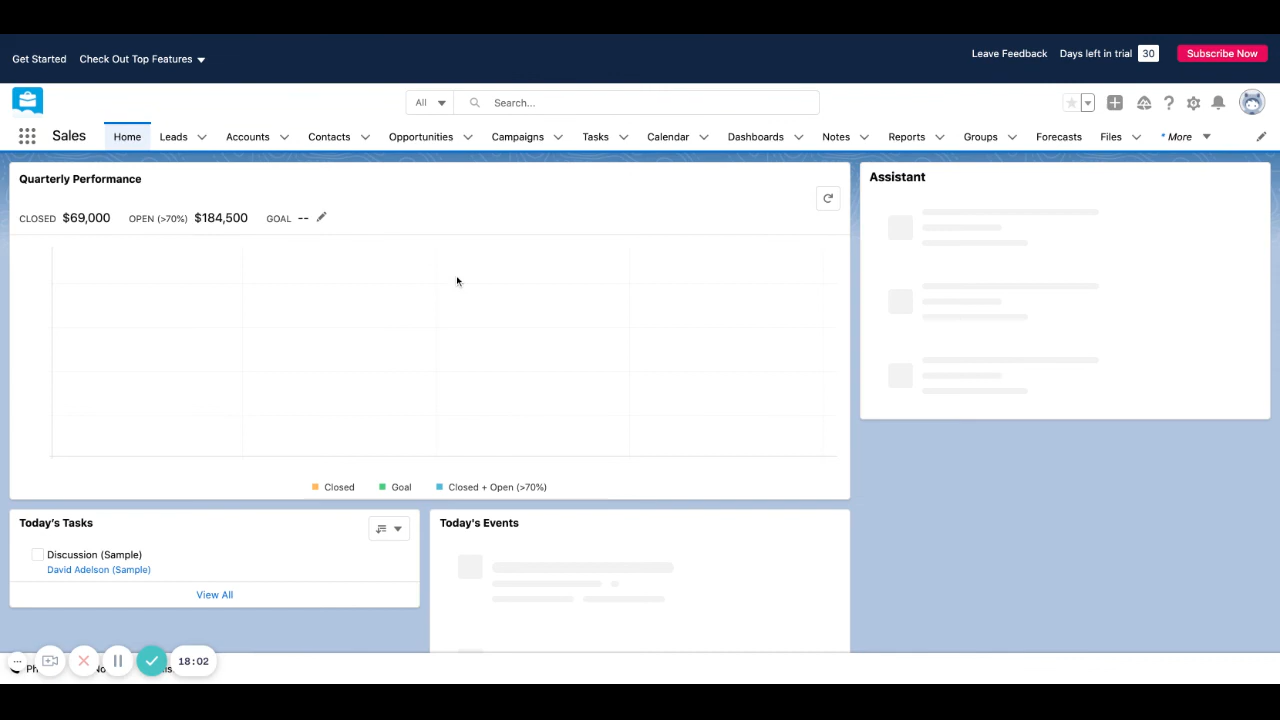 Get Started Check Out Top Features
Leave Feedback Days left in trial 30 Subscribe Now
All Search...
Sales Home Leads Accounts Contacts Opportunities Campaigns Tasks Calendar Dashboards Notes Reports Groups Forecasts Files * More
Quarterly Performance
CLOSED $69,000 OPEN (>70%) $184,500 GOAL --
Closed Goal Closed + Open (>70%)
Assistant
Today's Tasks
Discussion (Sample)
David Adelson (Sample)
View All
Today's Events
18:02